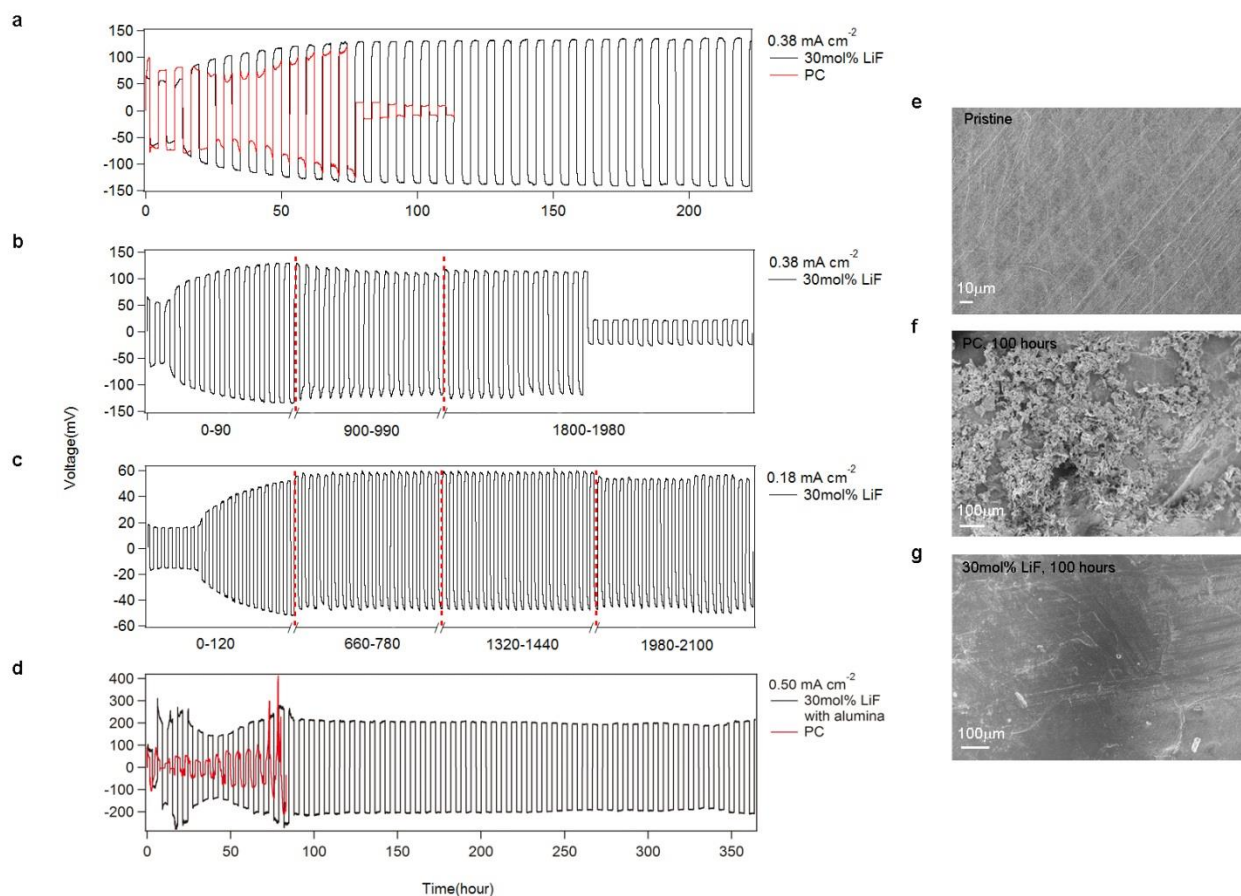 a
150
100
50
0
-50
-100
-150
0 50 100 150 200
0.38 mA cm⁻²
30mol% LiF
PC
b
150
100
50
0
-50
-100
-150
0-90 900-990 1800-1980
0.38 mA cm⁻²
30mol% LiF
Voltage(mV)
c
60
40
20
0
-20
-40
-60
0-120 660-780 1320-1440 1980-2100
0.18 mA cm⁻²
30mol% LiF
d
400
300
200
100
0
-100
-200
0 50 100 150 200 250 300 350
0.50 mA cm⁻²
30mol% LiF
with alumina
PC
Time(hour)
e
Pristine
10μm
f
PC, 100 hours
100μm
g
30mol% LiF, 100 hours
100μm